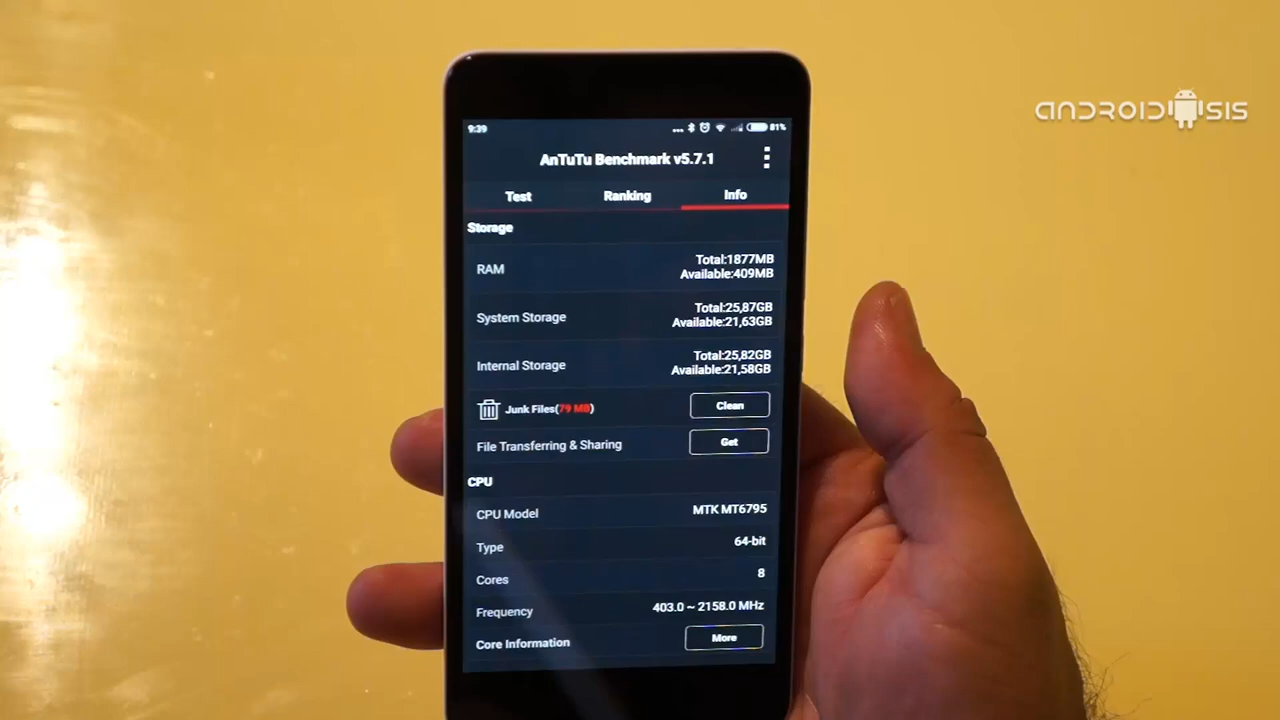 ANDROIDSIS
9:39
81%
AnTuTu Benchmark v5.7.1
Test Ranking Info
Storage
RAM
Total:1877MB
Available:409MB
System Storage
Total:25,87GB
Available:21,63GB
Internal Storage
Total:25,82GB
Available:21,58GB
Junk Files(79 MB) Clean
File Transferring & Sharing Get
CPU
CPU Model MTK MT6795
Type 64-bit
Cores 8
Frequency 403.0 ~ 2158.0 MHz
Core Information More